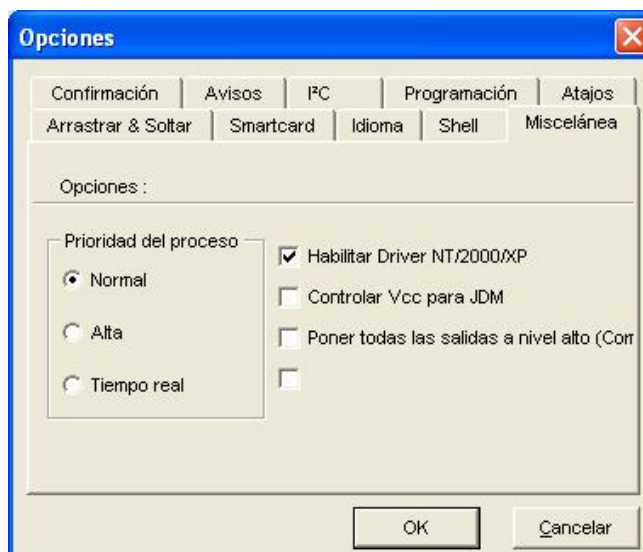 Opciones
Confirmación Avisos I²C Programación Atajos
Arrastrar & Soltar Smartcard Idioma Shell Miscelánea
Opciones :
Prioridad del proceso
Normal
Alta
Tiempo real
Habilitar Driver NT/2000/XP
Controlar Vcc para JDM
Poner todas las salidas a nivel alto (Com
OK Cancelar